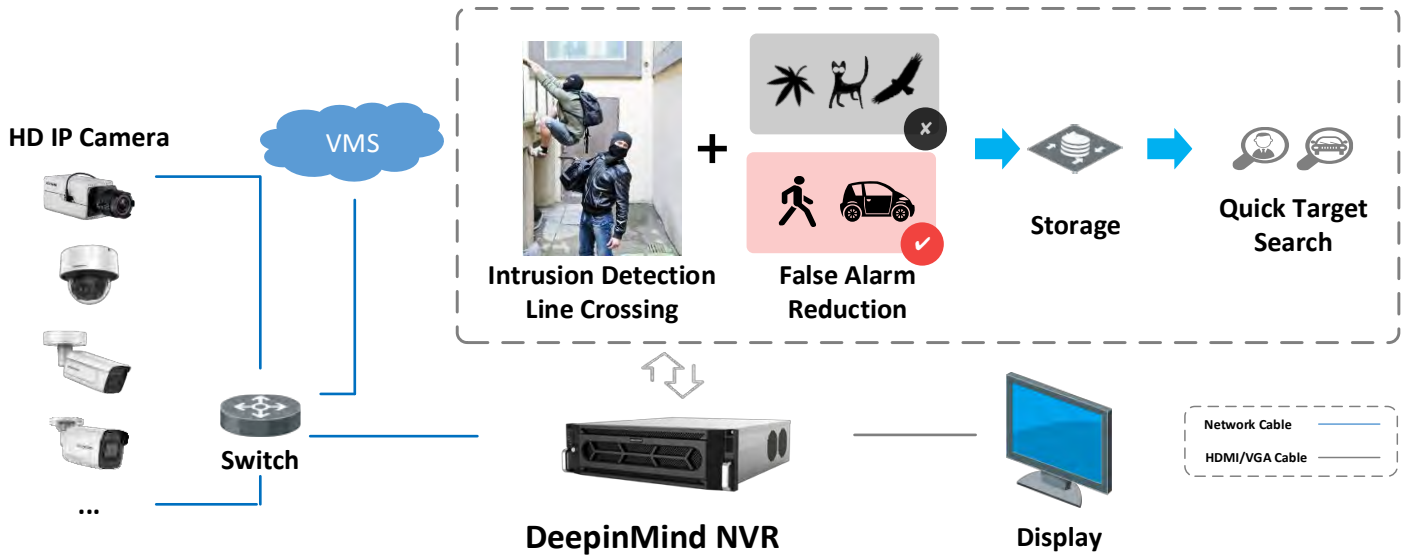 HD IP Camera
VMS
Switch
...
Intrusion Detection
Line Crossing
+
False Alarm
Reduction
Storage
Quick Target
Search
DeepinMind NVR
Display
Network Cable
HDMI/VGA Cable